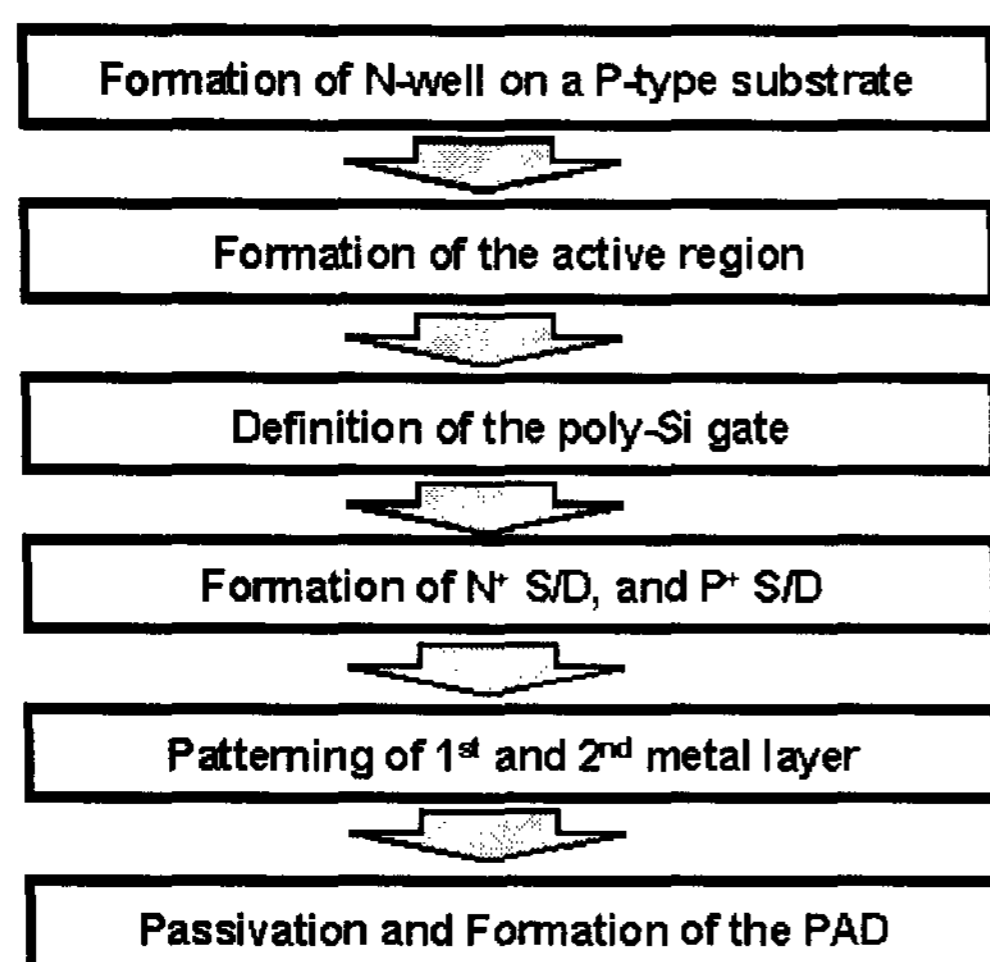 Formation of N-well on a P-type substrate
Formation of the active region
Definition of the poly-Si gate
Formation of N⁺ S/D, and P⁺ S/D
Patterning of 1ˢᵗ and 2ⁿᵈ metal layer
Passivation and Formation of the PAD